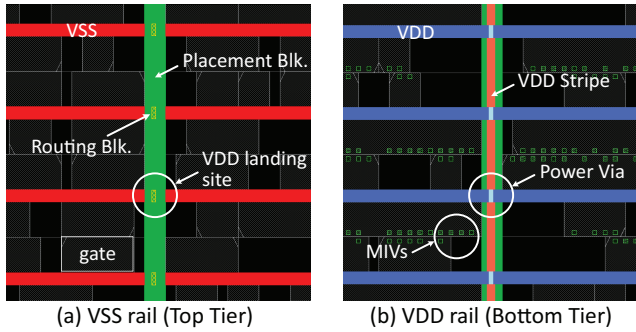 VSS
Placement Blk.
Routing Blk.
VDD landing
site
gate
(a) VSS rail (Top Tier)
VDD
VDD Stripe
Power Via
MIVs
(b) VDD rail (Bottom Tier)